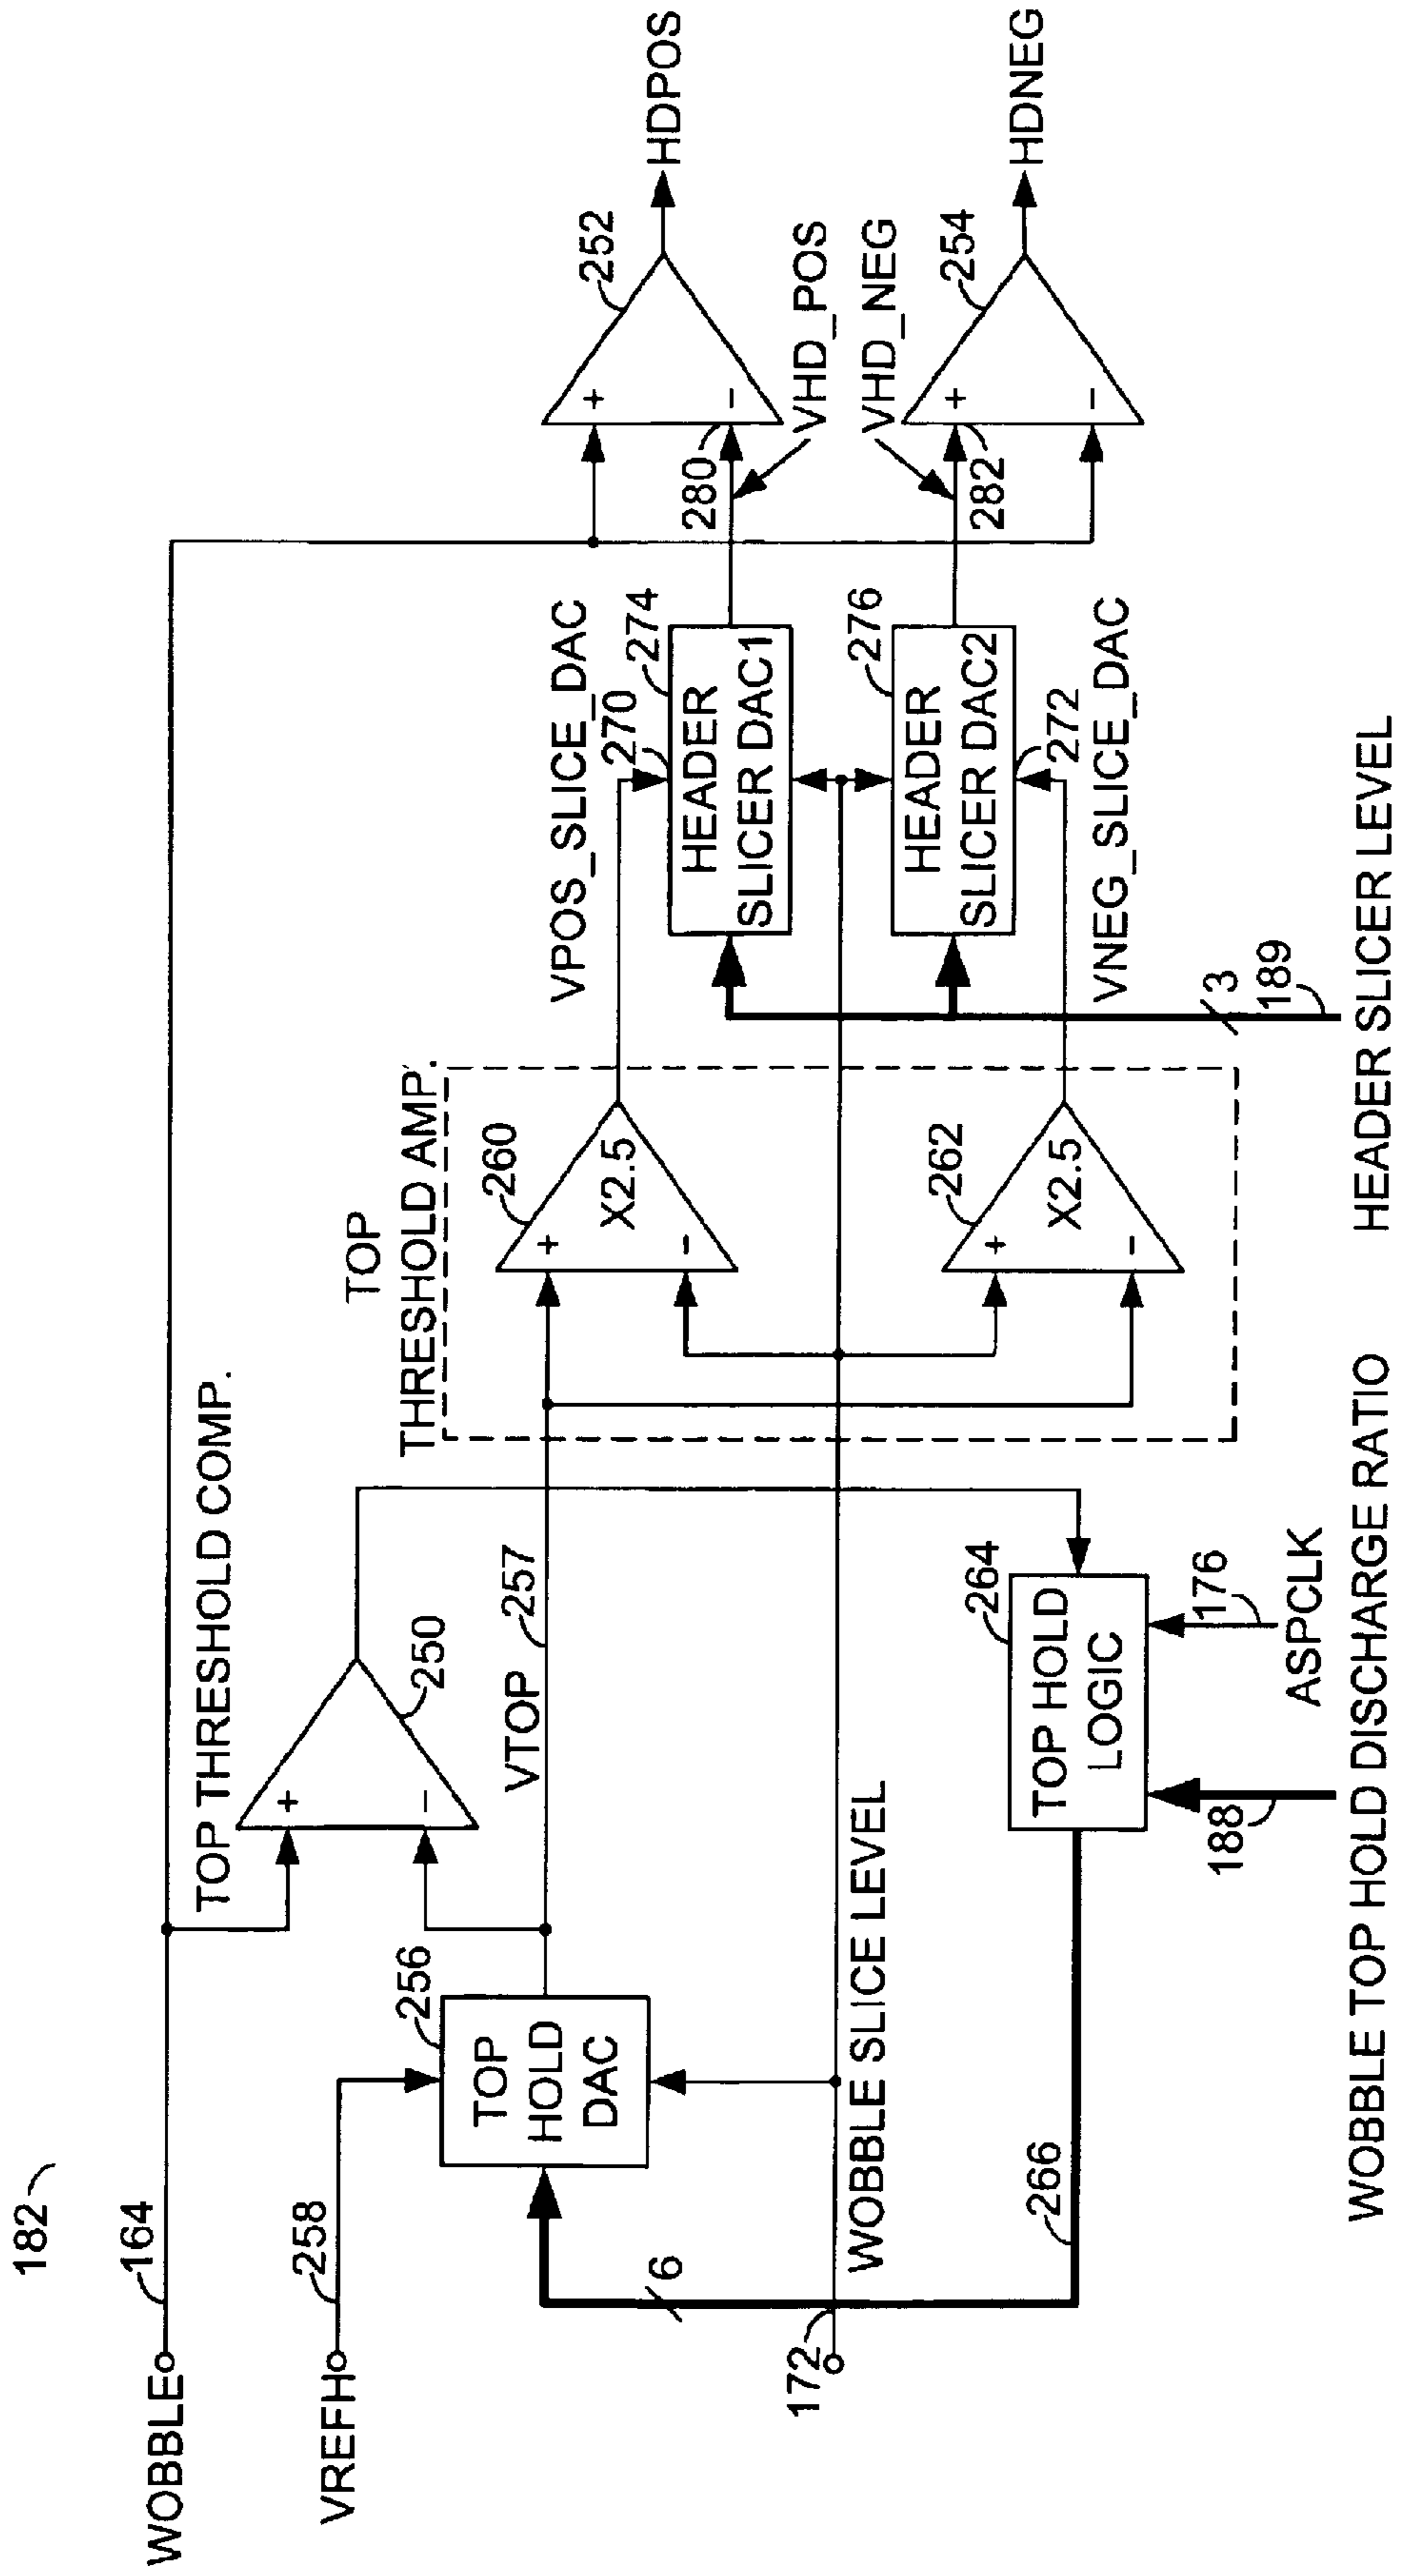 182
WOBBLE
164
TOP THRESHOLD COMP.
VREFH
258
256
TOP
HOLD
DAC
+
−
250
VTOP
257
TOP
THRESHOLD AMP.
260
+
−
X2.5
262
+
−
X2.5
VPOS_SLICE_DAC
270
274
HEADER
SLICER DAC1
276
HEADER
SLICER DAC2
272
VNEG_SLICE_DAC
280
VHD_POS
VHD_NEG
282
252
+
−
HDPOS
254
+
−
HDNEG
172
WOBBLE SLICE LEVEL
6
266
264
TOP HOLD
LOGIC
188
176
ASPCLK
WOBBLE TOP HOLD DISCHARGE RATIO
3
189
HEADER SLICER LEVEL